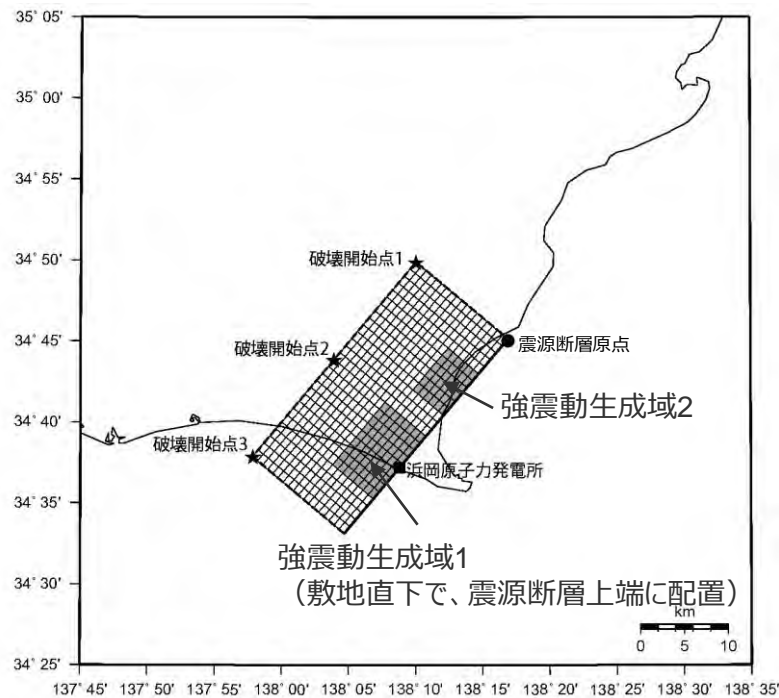 35˚ 05'
35˚ 00'
34˚ 55'
34˚ 50'
34˚ 45'
34˚ 40'
34˚ 35'
34˚ 30'
34˚ 25'
破壊開始点1
破壊開始点2
震源断層原点
強震動生成域2
破壊開始点3
浜岡原子力発電所
強震動生成域1
（敷地直下で、震源断層上端に配置）
km
0 5 10
137˚ 45' 137˚ 50' 137˚ 55' 138˚ 00' 138˚ 05' 138˚ 10' 138˚ 15' 138˚ 20' 138˚ 25' 138˚ 30' 138˚ 35'